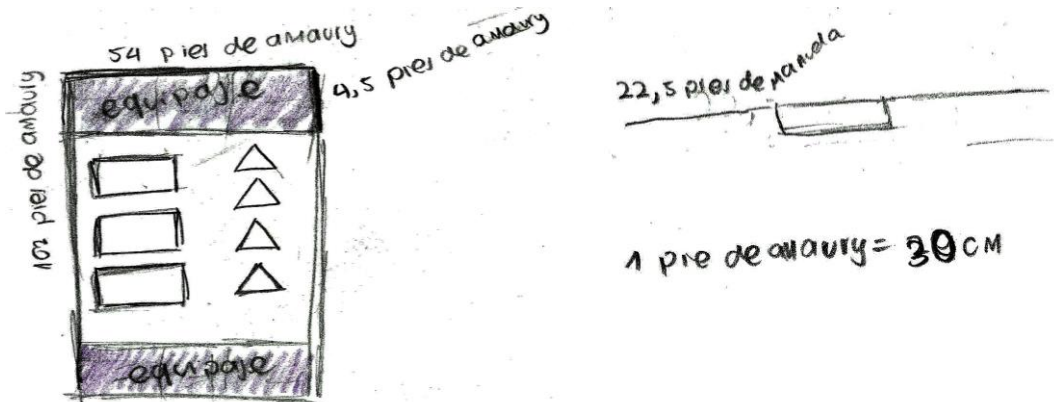 54 pies de amaury
4,5 pies de amaury
102 pies de amaury
equipaje
equipaje
22,5 pies de
1 pie de amaury = 30 cm